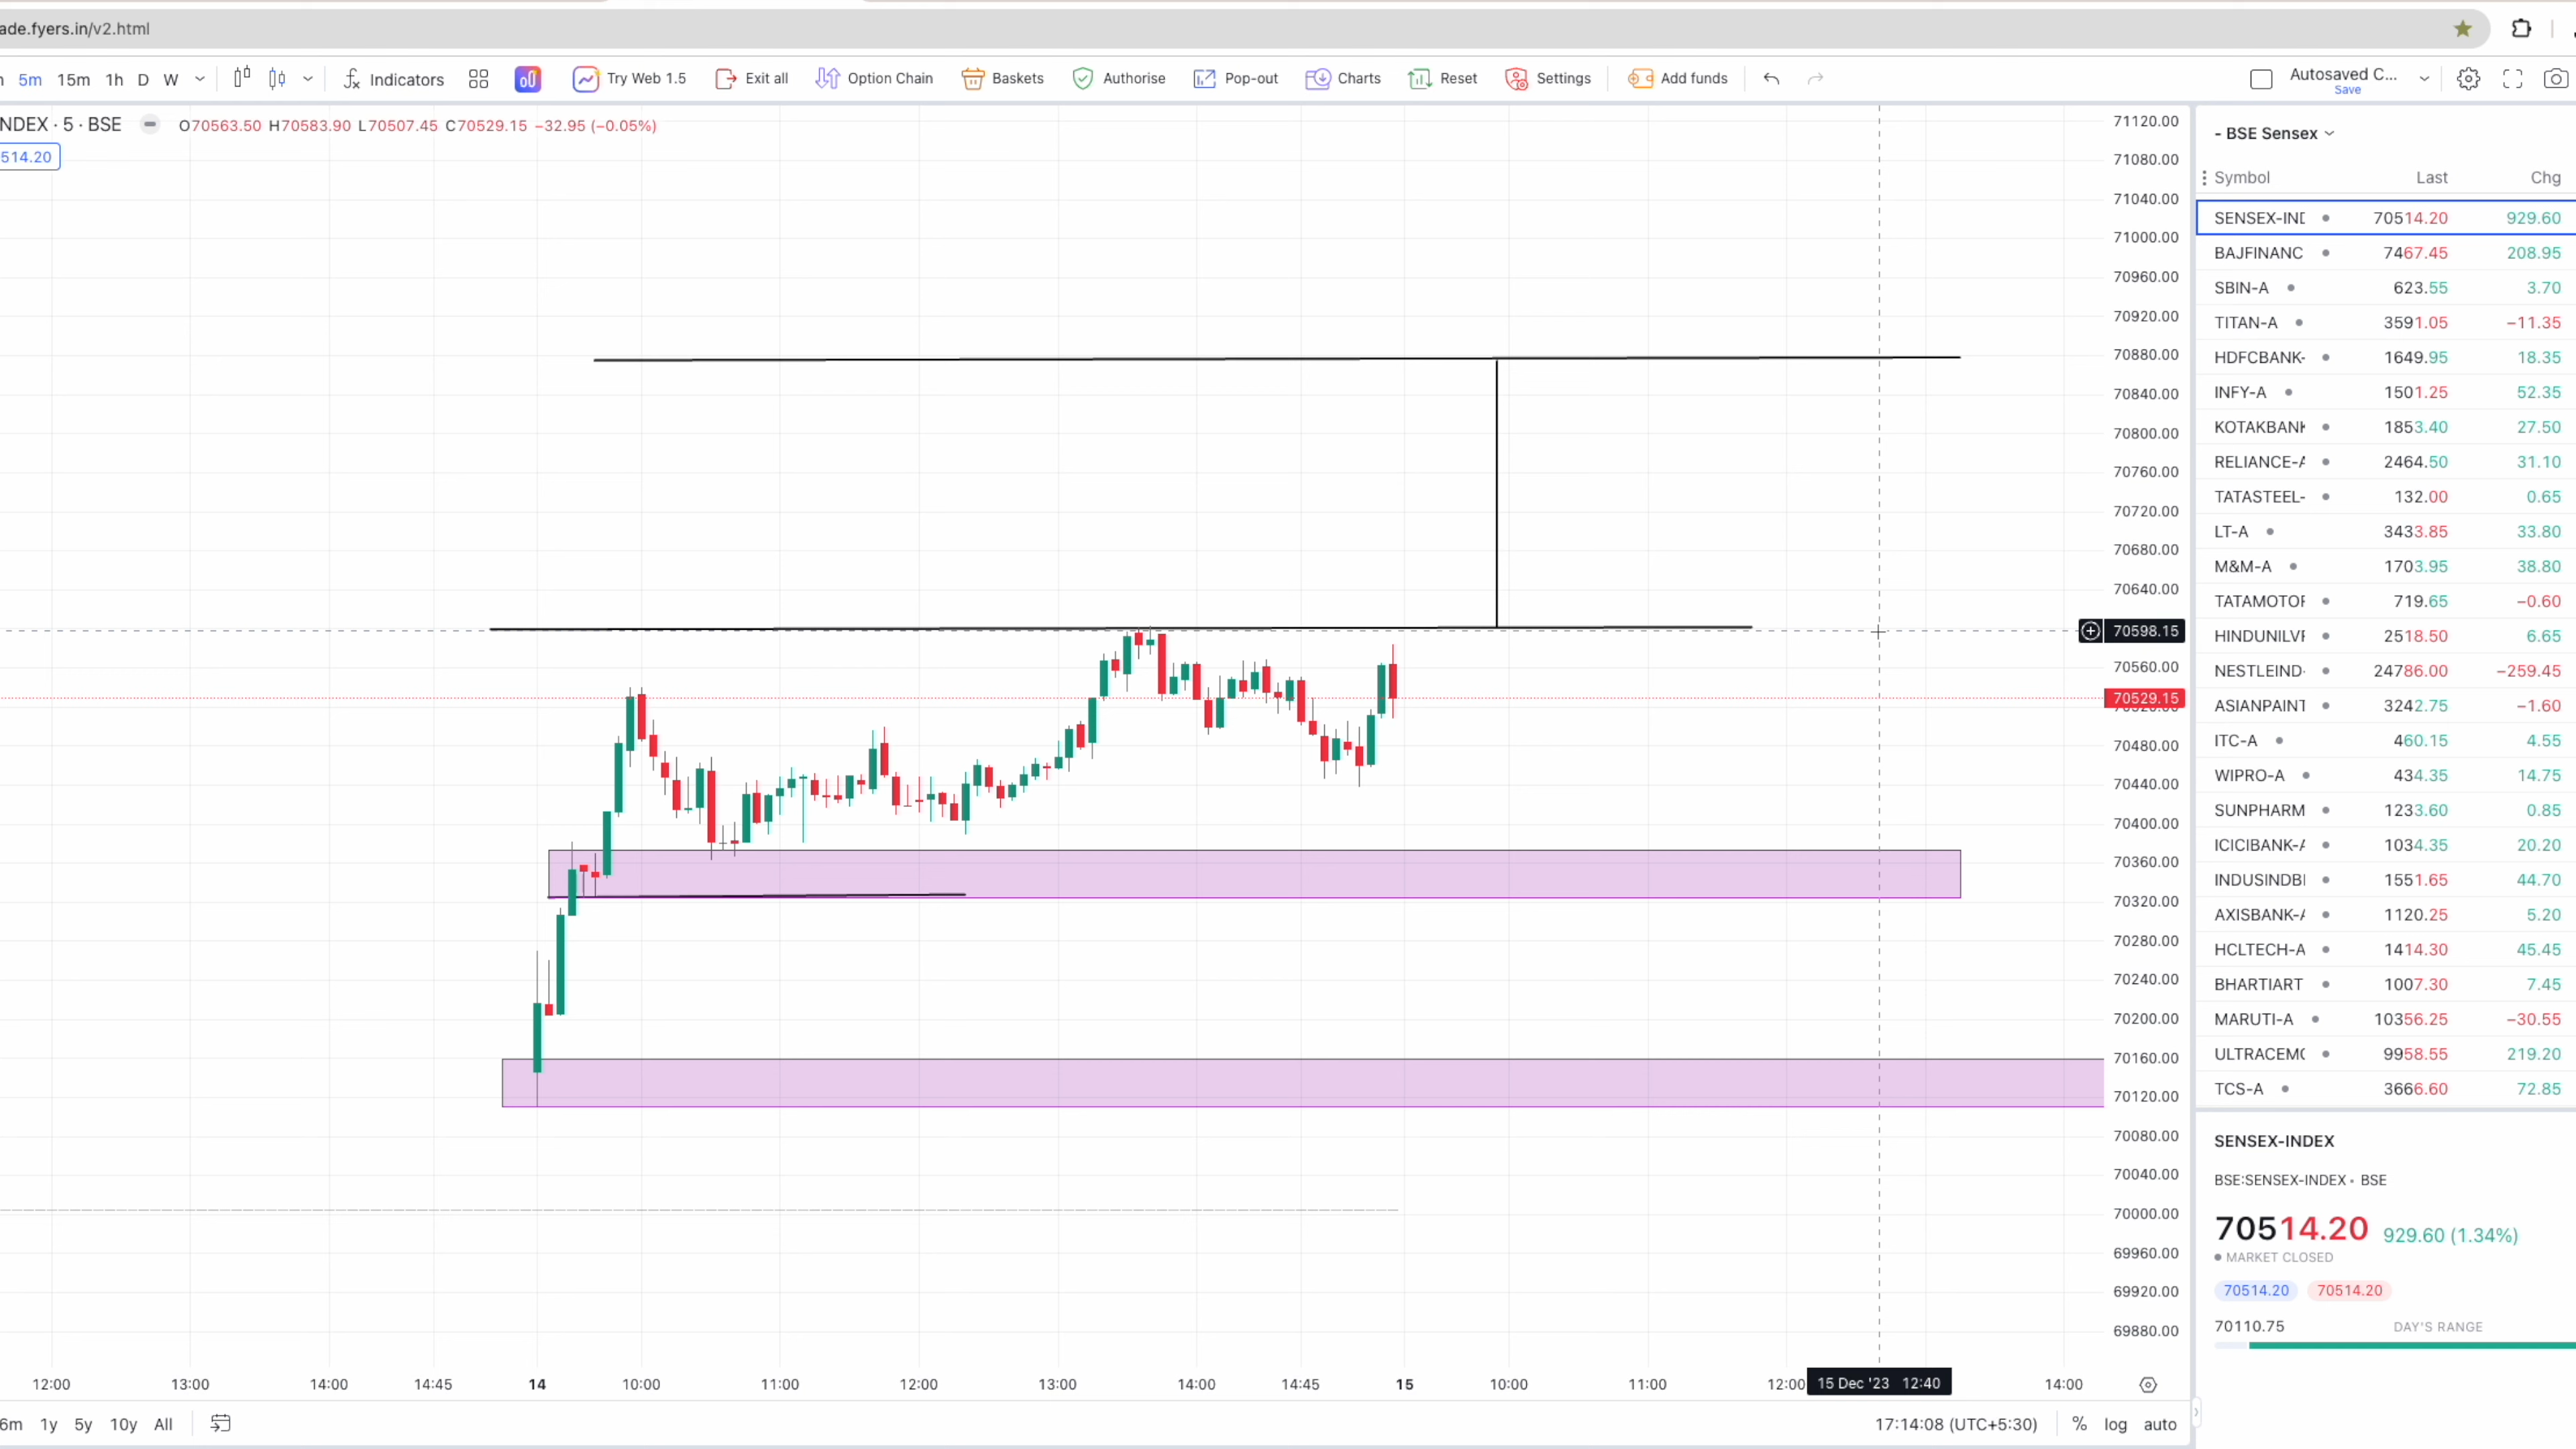 ade.fyers.in/v2.html
5m 15m 1h D W Indicators Try Web 1.5 Exit all Option Chain Baskets Authorise Pop-out Charts Reset Settings Add funds Autosaved C...
Save
NDEX · 5 · BSE O70563.50 H70583.90 L70507.45 C70529.15 −32.95 (−0.05%)
514.20
71120.00
71080.00
71040.00
71000.00
70960.00
70920.00
70880.00
70840.00
70800.00
70760.00
70720.00
70680.00
70640.00
70598.15
70560.00
70529.15
70480.00
70440.00
70400.00
70360.00
70320.00
70280.00
70240.00
70200.00
70160.00
70120.00
70080.00
70040.00
70000.00
69960.00
69920.00
69880.00
12:00 13:00 14:00 14:45 14 10:00 11:00 12:00 13:00 14:00 14:45 15 10:00 11:00 12:00 15 Dec '23 12:40 14:00
6m 1y 5y 10y All 17:14:08 (UTC+5:30) % log auto
- BSE Sensex
Symbol Last Chg
SENSEX-IND 70514.20 929.60
BAJFINANC 7467.45 208.95
SBIN-A 623.55 3.70
TITAN-A 3591.05 −11.35
HDFCBANK- 1649.95 18.35
INFY-A 1501.25 52.35
KOTAKBANK 1853.40 27.50
RELIANCE-A 2464.50 31.10
TATASTEEL- 132.00 0.65
LT-A 3433.85 33.80
M&M-A 1703.95 38.80
TATAMOTOR 719.65 −0.60
HINDUNILVR 2518.50 6.65
NESTLEIND- 24786.00 −259.45
ASIANPAINT 3242.75 −1.60
ITC-A 460.15 4.55
WIPRO-A 434.35 14.75
SUNPHARM 1233.60 0.85
ICICIBANK-A 1034.35 20.20
INDUSINDBI 1551.65 44.70
AXISBANK-A 1120.25 5.20
HCLTECH-A 1414.30 45.45
BHARTIART 1007.30 7.45
MARUTI-A 10356.25 −30.55
ULTRACEMC 9958.55 219.20
TCS-A 3666.60 72.85
SENSEX-INDEX
BSE:SENSEX-INDEX • BSE
70514.20 929.60 (1.34%)
MARKET CLOSED
70514.20 70514.20
70110.75 DAY'S RANGE